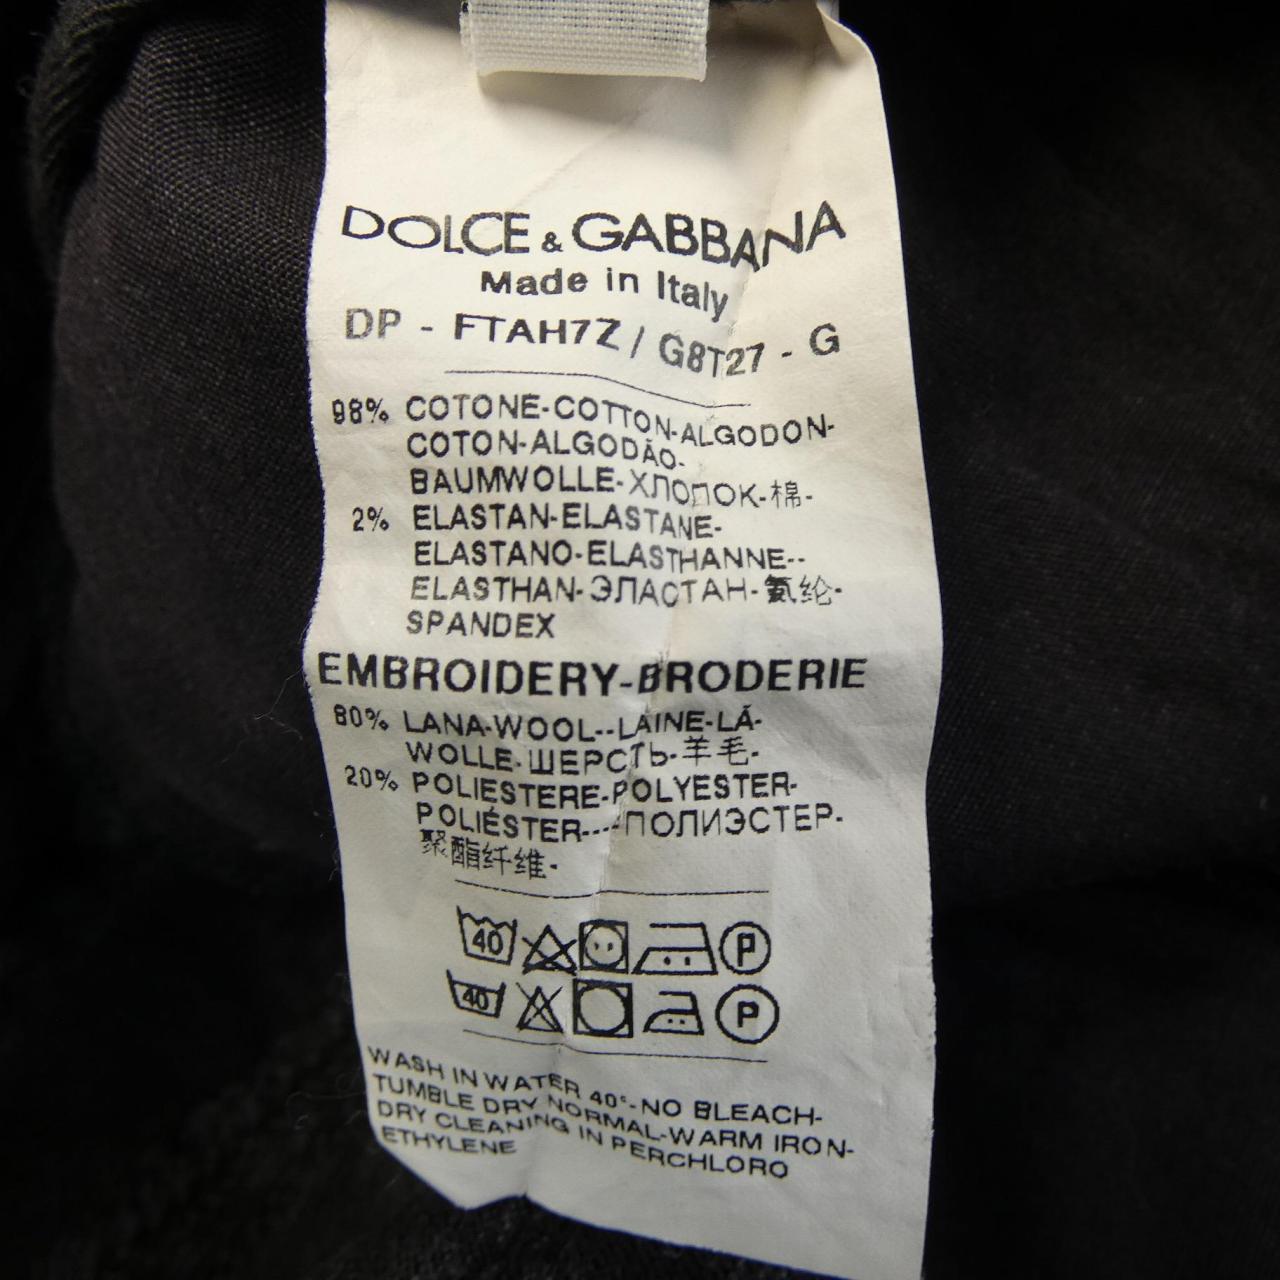 DOLCE & GABBANA
Made in Italy
DP - FTAH7Z / G8T27 - G
98% COTONE-COTTON-ALGODON-
COTON-ALGODÃO-
BAUMWOLLE-ХЛОПОК-棉-
2% ELASTAN-ELASTANE-
ELASTANO-ELASTHANNE--
ELASTHAN-ЭЛАСТАН-氨纶-
SPANDEX
EMBROIDERY-BRODERIE
80% LANA-WOOL--LAINE-LÃ-
WOLLE-ШЕРСТЬ-羊毛-
20% POLIESTERE-POLYESTER-
POLIÉSTER----ПОЛИЭСТЕР-
聚酯纤维-
40 P
40 P
WASH IN WATER 40°-NO BLEACH-
TUMBLE DRY NORMAL-WARM IRON-
DRY CLEANING IN PERCHLORO
ETHYLENE